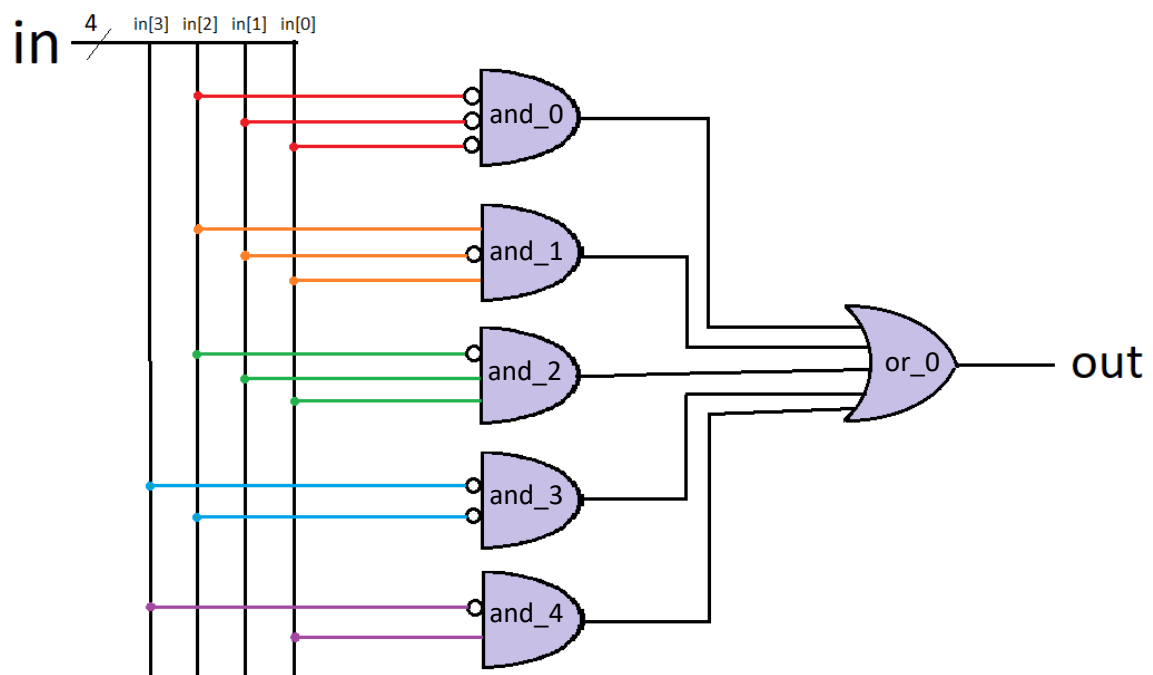 in
4
in[3] in[2] in[1] in[0]
and_0
and_1
and_2
or_0
out
and_3
and_4